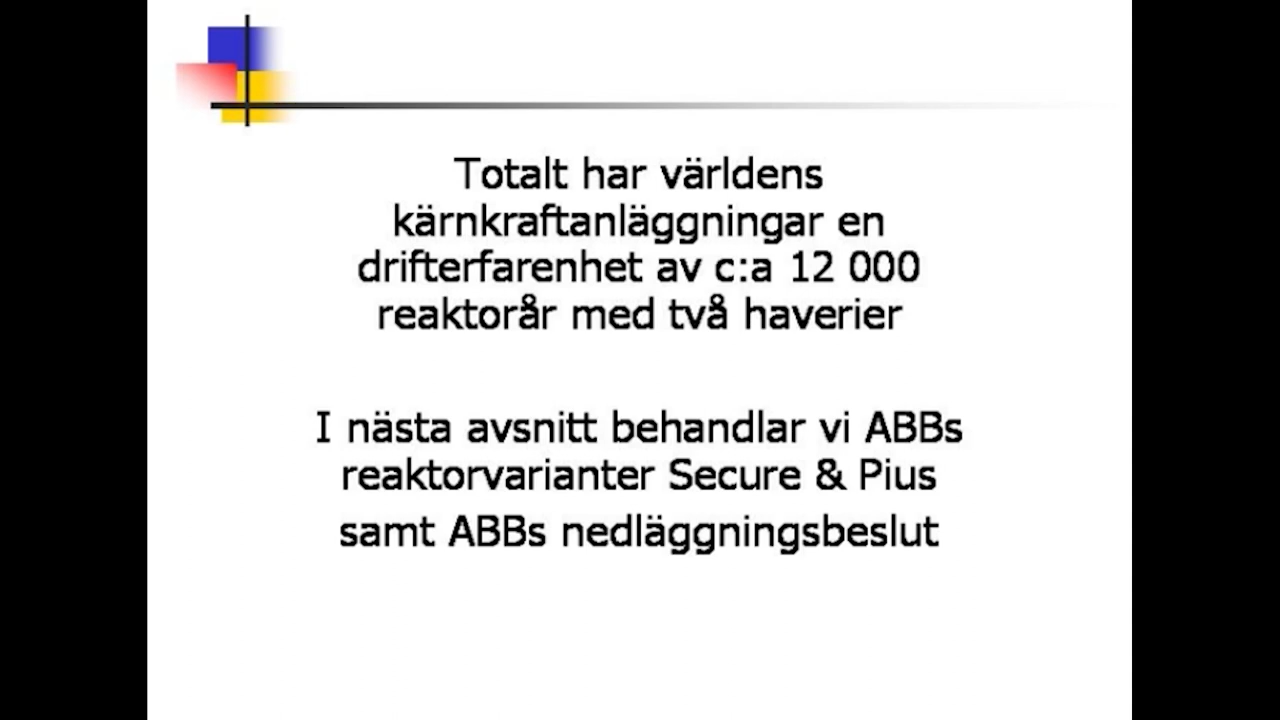 Totalt har världens
kärnkraftanläggningar en
drifterfarenhet av c:a 12 000
reaktorår med två haverier
I nästa avsnitt behandlar vi ABBs
reaktorvarianter Secure & Pius
samt ABBs nedläggningsbeslut